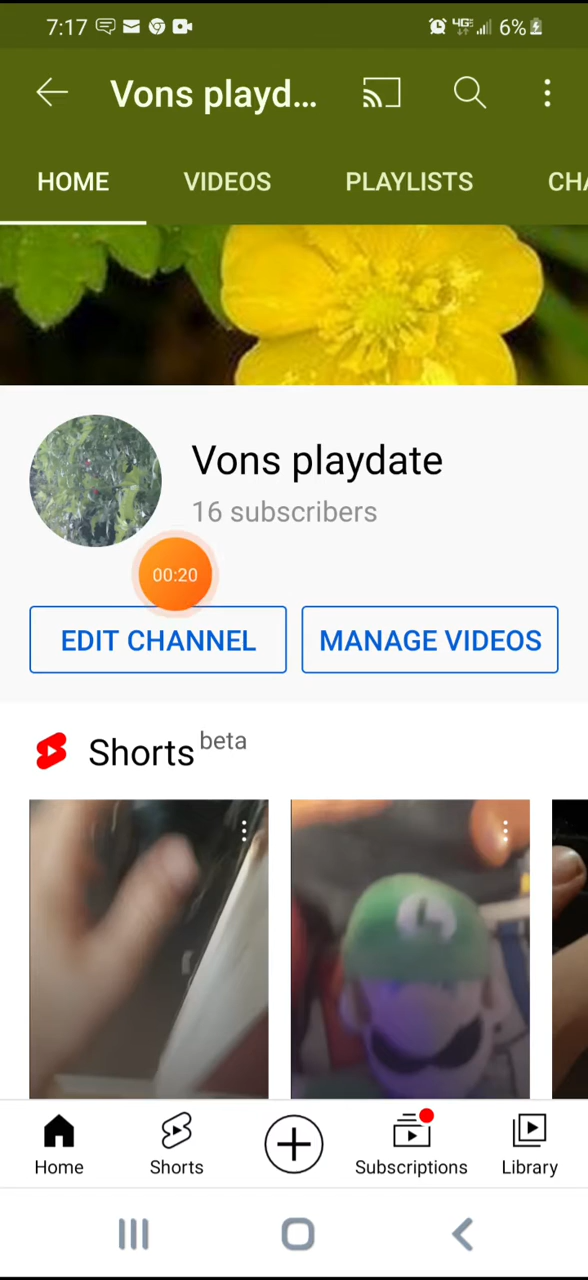 7:17 4G 6%
Vons playd...
HOME VIDEOS PLAYLISTS CHA
Vons playdate
16 subscribers
00:20
EDIT CHANNEL MANAGE VIDEOS
Shorts beta
L
Home Shorts Subscriptions Library